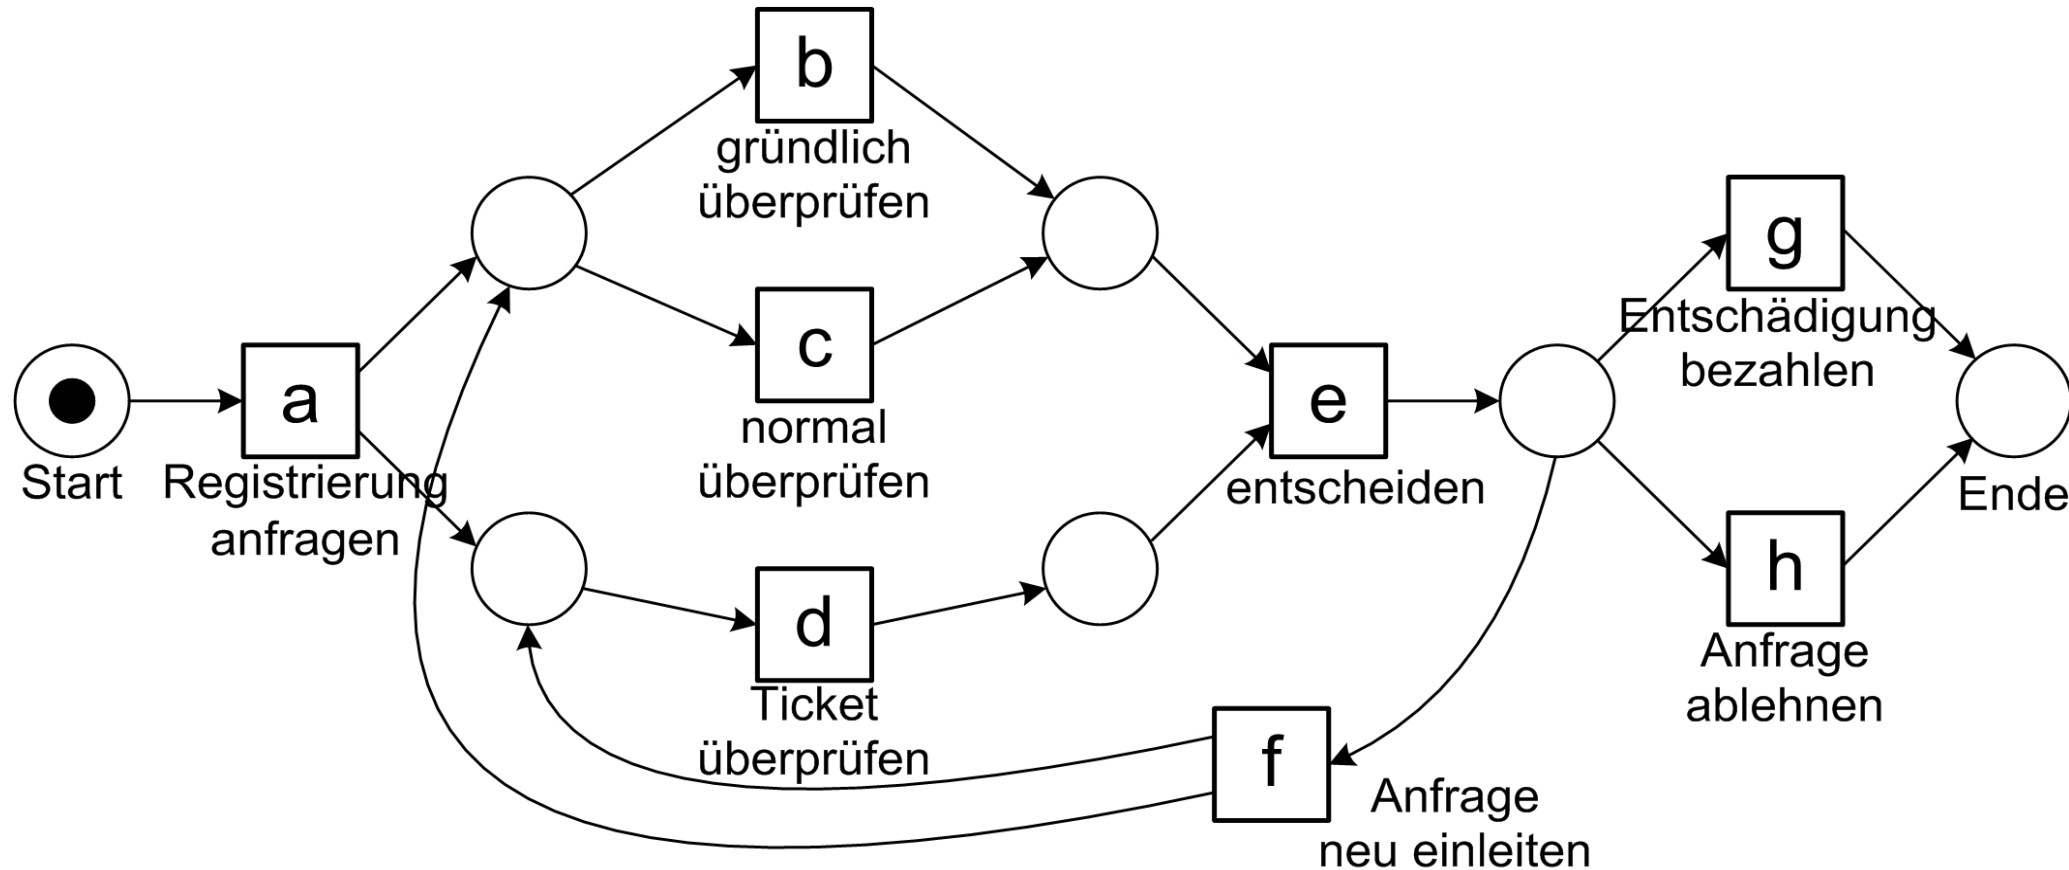 b
gründlich
überprüfen
c
normal
überprüfen
d
Ticket
überprüfen
Start
a
Registrierung
anfragen
e
entscheiden
f
Anfrage
neu einleiten
g
Entschädigung
bezahlen
h
Anfrage
ablehnen
Ende